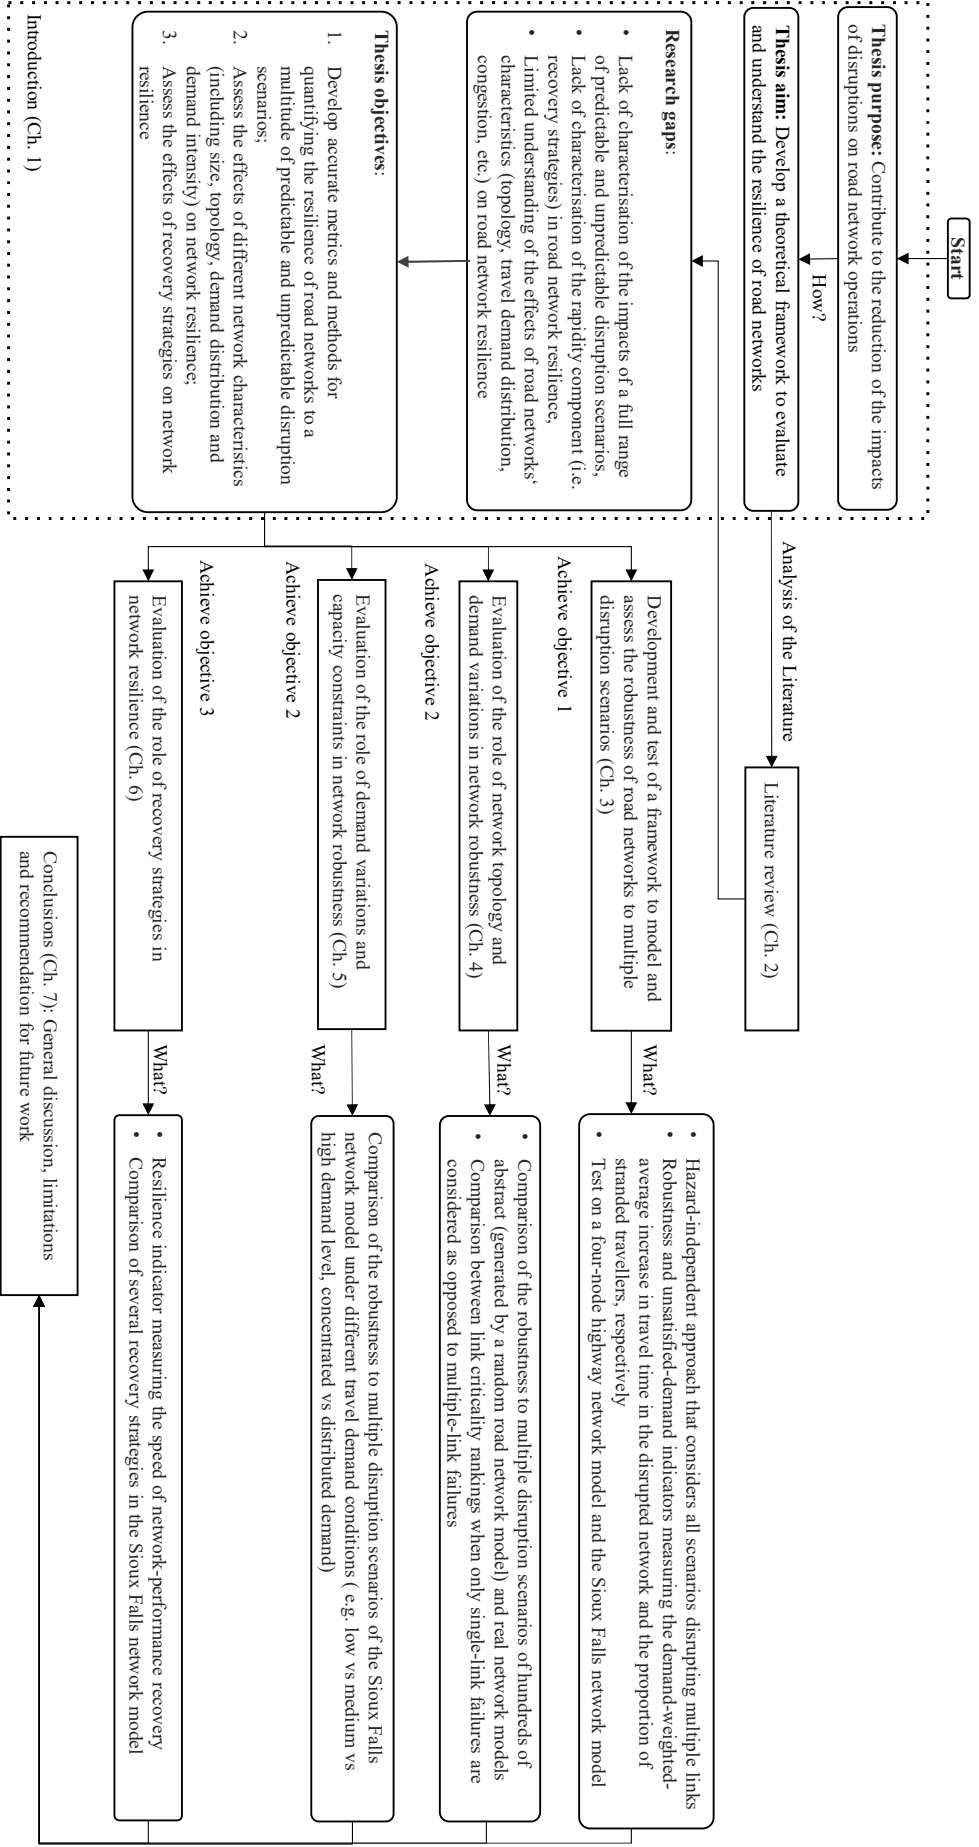 Start
Thesis purpose: Contribute to the reduction of the impacts
of disruptions on road network operations
How?
Thesis aim: Develop a theoretical framework to evaluate
and understand the resilience of road networks
Analysis of the Literature
Literature review (Ch. 2)
Research gaps:
• Lack of characterisation of the impacts of a full range
of predictable and unpredictable disruption scenarios,
• Lack of characterisation of the rapidity component (i.e.
recovery strategies) in road network resilience,
• Limited understanding of the effects of road networks‘
characteristics (topology, travel demand distribution,
congestion, etc.) on road network resilience
Thesis objectives:
1. Develop accurate metrics and methods for
quantifying the resilience of road networks to a
multitude of predictable and unpredictable disruption
scenarios;
2. Assess the effects of different network characteristics
(including size, topology, demand distribution and
demand intensity) on network resilience;
3. Assess the effects of recovery strategies on network
resilience
Introduction (Ch. 1)
Development and test of a framework to model and
assess the robustness of road networks to multiple
disruption scenarios (Ch. 3)
Achieve objective 1
What?
• Hazard-independent approach that considers all scenarios disrupting multiple links
• Robustness and unsatisfied-demand indicators measuring the demand-weighted-
average increase in travel time in the disrupted network and the proportion of
stranded travellers, respectively
• Test on a four-node highway network model and the Sioux Falls network model
Evaluation of the role of network topology and
demand variations in network robustness (Ch. 4)
Achieve objective 2
What?
• Comparison of the robustness to multiple disruption scenarios of hundreds of
abstract (generated by a random road network model) and real network models
• Comparison between link criticality rankings when only single-link failures are
considered as opposed to multiple-link failures
Evaluation of the role of demand variations and
capacity constraints in network robustness (Ch. 5)
Achieve objective 2
What?
Comparison of the robustness to multiple disruption scenarios of the Sioux Falls
network model under different travel demand conditions ( e.g. low vs medium vs
high demand level, concentrated vs distributed demand)
Achieve objective 3
Evaluation of the role of recovery strategies in
network resilience (Ch. 6)
What?
• Resilience indicator measuring the speed of network-performance recovery
• Comparison of several recovery strategies in the Sioux Falls network model
Conclusions (Ch. 7): General discussion, limitations
and recommendation for future work